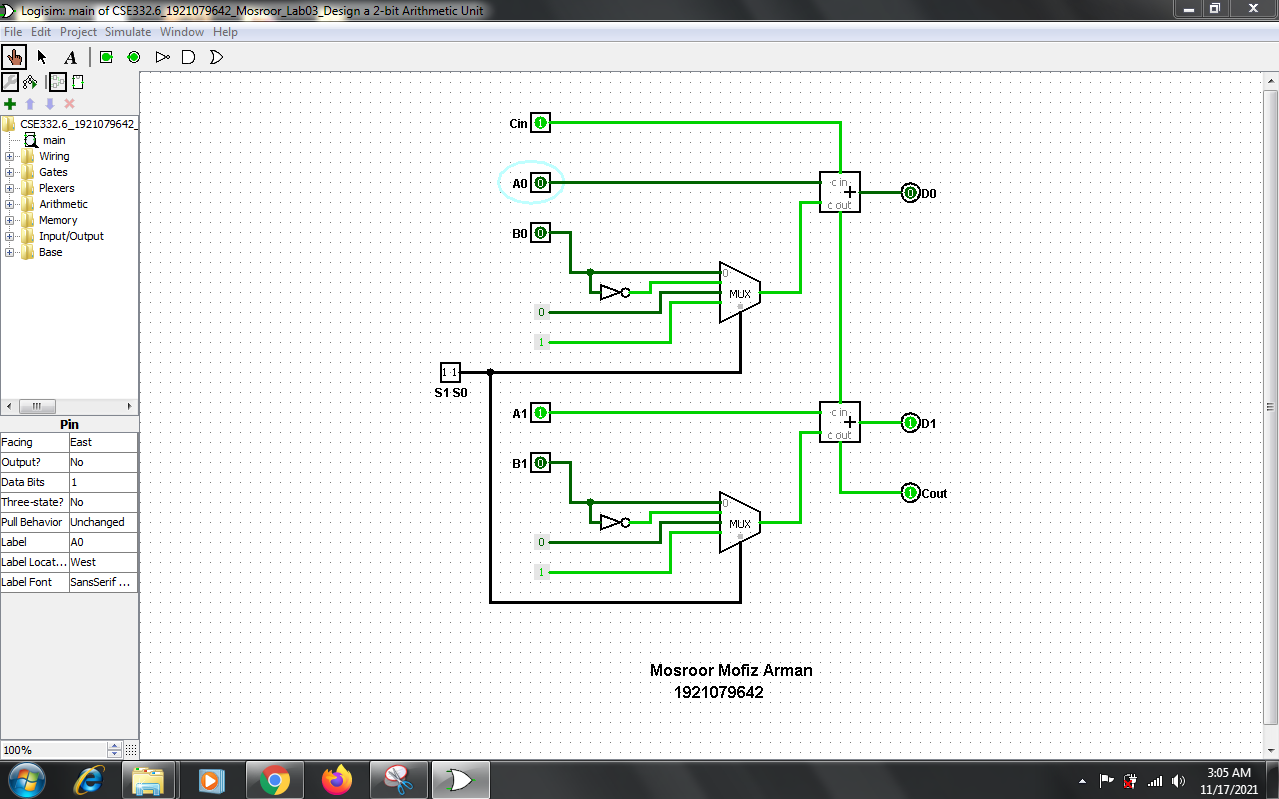 Logisim: main of CSE332.6_1921079642_Mosroor_Lab03_Design a 2-bit Arithmetic Unit
File Edit Project Simulate Window Help
A
CSE332.6_1921079642_
main
Wiring
Gates
Plexers
Arithmetic
Memory
Input/Output
Base
Pin
Facing East
Output? No
Data Bits 1
Three-state? No
Pull Behavior Unchanged
Label A0
Label Locat... West
Label Font SansSerif ...
100%
Cin 1
A0 0
c in
c out
0 D0
B0 0
0
MUX
0
1
1 1
S1 S0
A1 1
c in
c out
1 D1
B1 0
1 Cout
0
MUX
0
1
Mosroor Mofiz Arman
1921079642
3:05 AM
11/17/2021